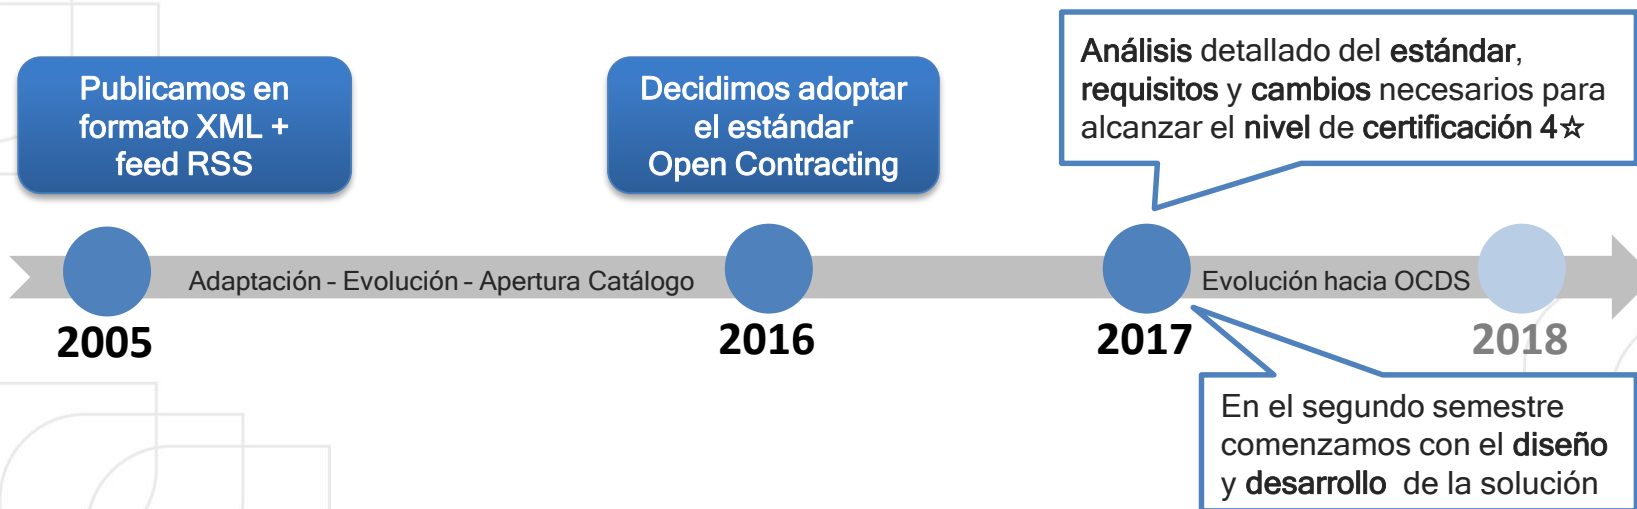 Publicamos en
formato XML +
feed RSS
Decidimos adoptar
el estándar
Open Contracting
Análisis detallado del estándar,
requisitos y cambios necesarios para
alcanzar el nivel de certificación 4☆
Adaptación - Evolución - Apertura Catálogo
Evolución hacia OCDS
2005
2016
2017
2018
En el segundo semestre
comenzamos con el diseño
y desarrollo de la solución